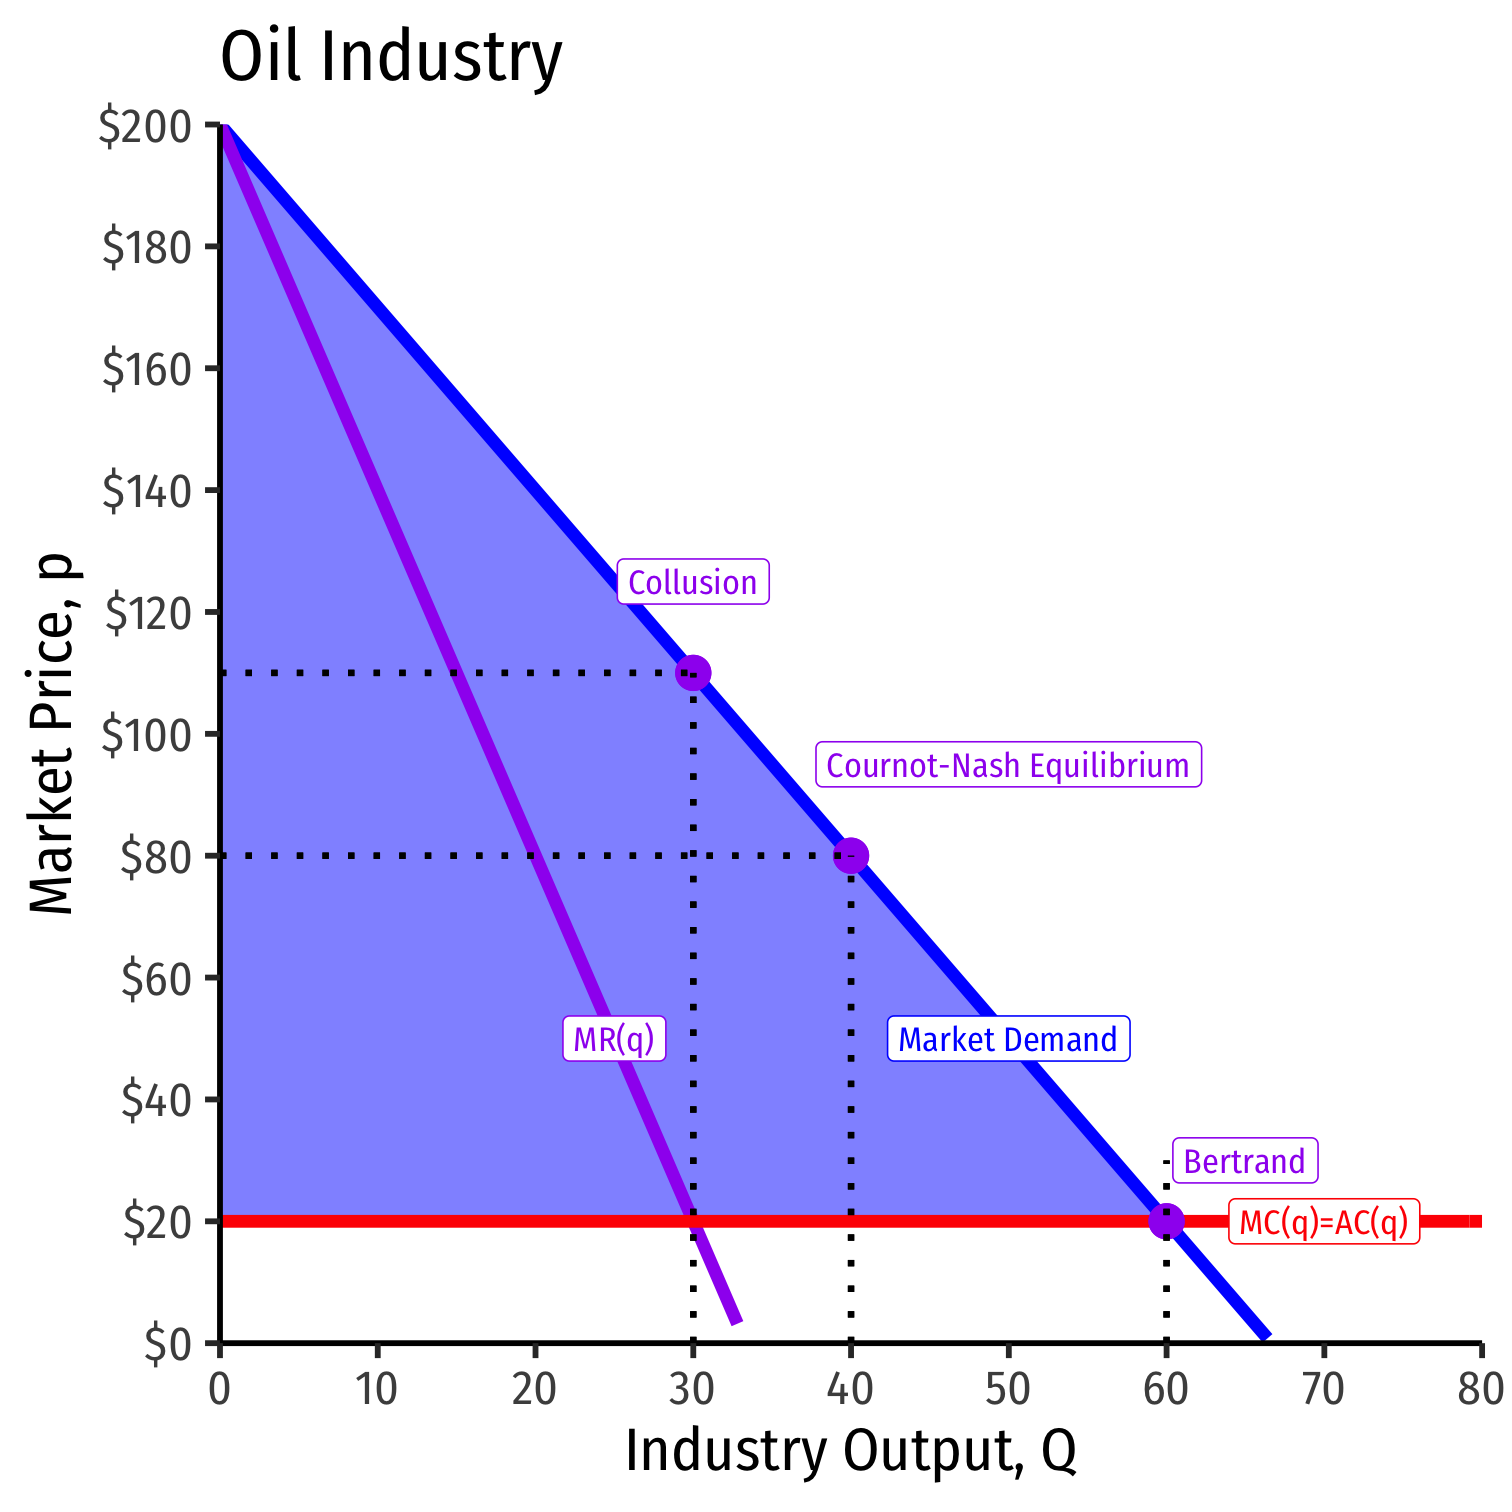 Oil Industry
$200
$180
$160
$140
$120
$100
$80
$60
$40
$20
$0
Market Price, p
Collusion
Cournot-Nash Equilibrium
MR(q)
Market Demand
Bertrand
MC(q)=AC(q)
0 10 20 30 40 50 60 70 80
Industry Output, Q